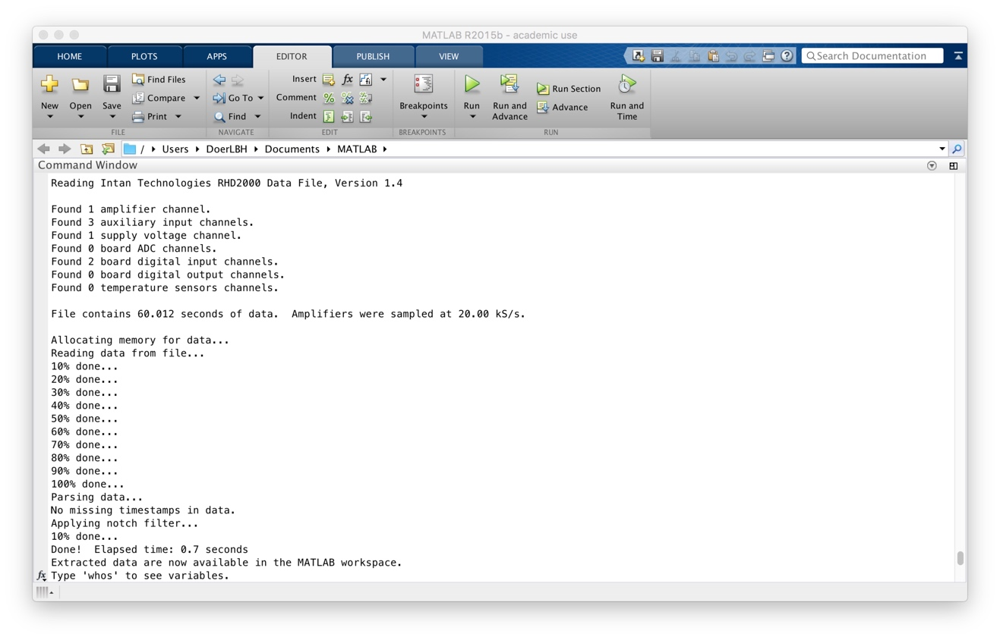 MATLAB R2015b - academic use
HOME PLOTS APPS EDITOR PUBLISH VIEW Search Documentation
New Open Save Find Files Compare Print
FILE
Go To Find
NAVIGATE
Insert fx
Comment
Indent
EDIT
Breakpoints
BREAKPOINTS
Run Run and Advance Run Section Advance Run and Time
RUN
/ Users DoerLBH Documents MATLAB
Command Window
Reading Intan Technologies RHD2000 Data File, Version 1.4
Found 1 amplifier channel.
Found 3 auxiliary input channels.
Found 1 supply voltage channel.
Found 0 board ADC channels.
Found 2 board digital input channels.
Found 0 board digital output channels.
Found 0 temperature sensors channels.
File contains 60.012 seconds of data.  Amplifiers were sampled at 20.00 kS/s.
Allocating memory for data...
Reading data from file...
10% done...
20% done...
30% done...
40% done...
50% done...
60% done...
70% done...
80% done...
90% done...
100% done...
Parsing data...
No missing timestamps in data.
Applying notch filter...
10% done...
Done!  Elapsed time: 0.7 seconds
Extracted data are now available in the MATLAB workspace.
fx Type 'whos' to see variables.